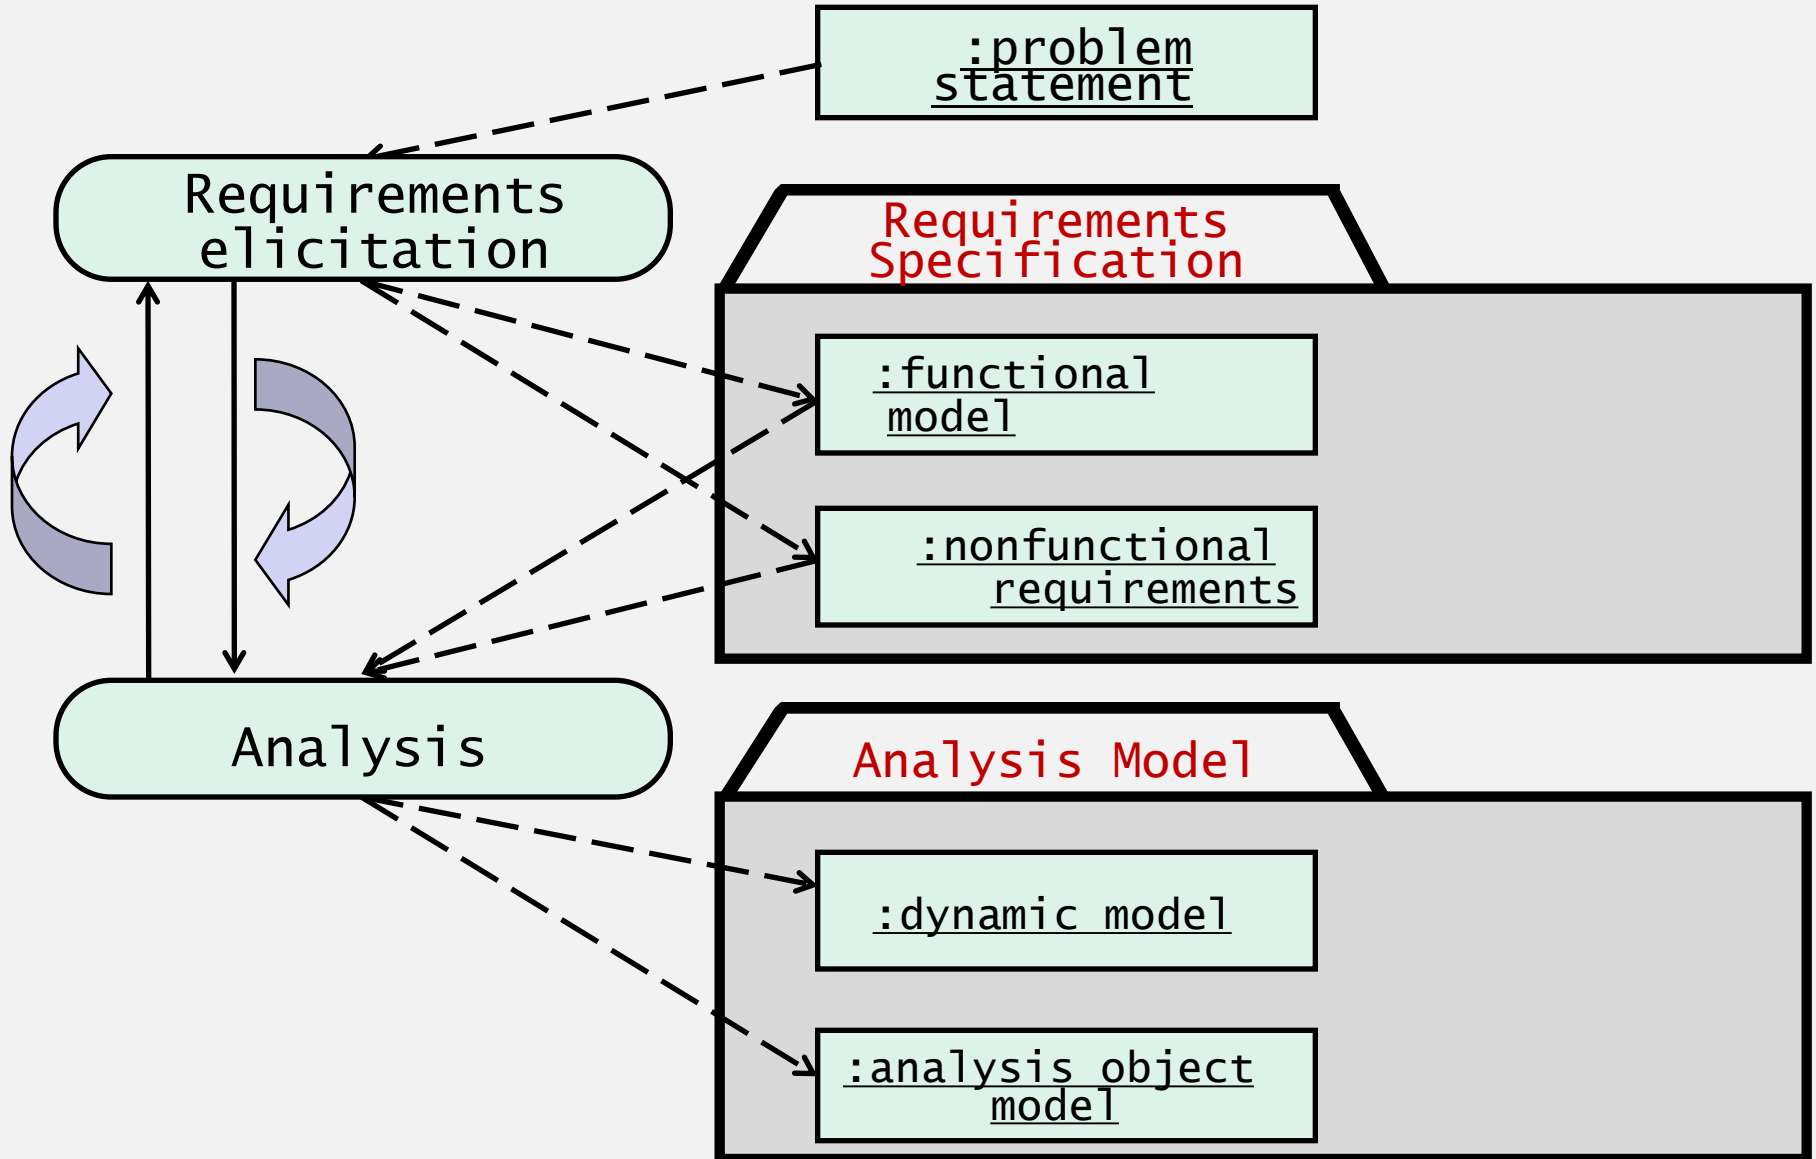 :problem
statement
Requirements
elicitation
Requirements
Specification
:functional
model
:nonfunctional
requirements
Analysis
Analysis Model
:dynamic model
:analysis object
model